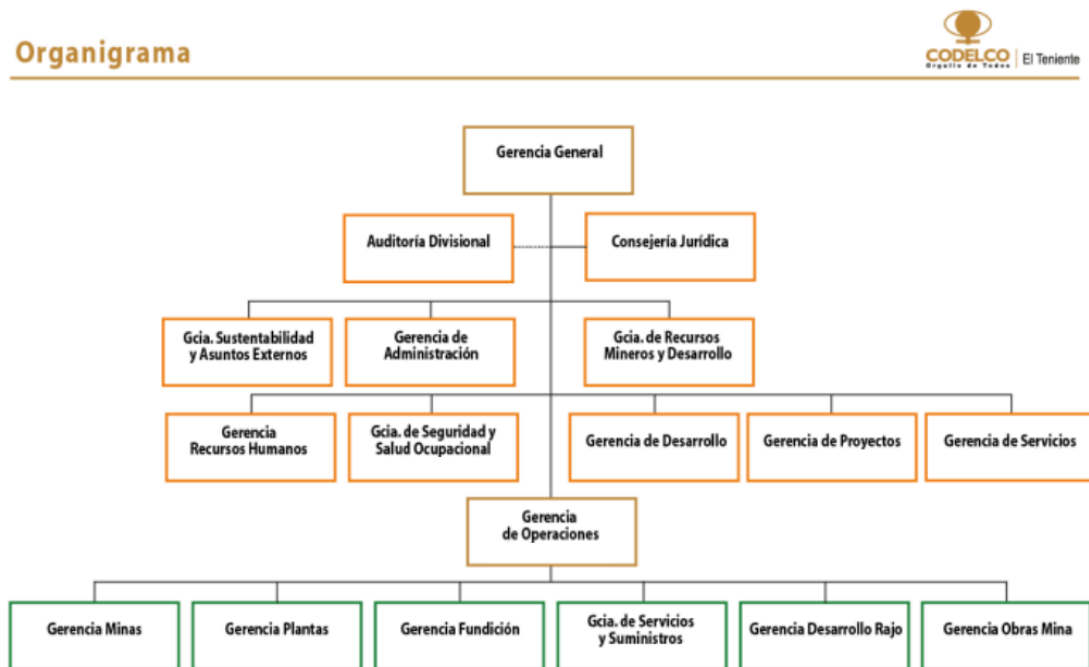 Organigrama
CODELCO
Orgullo de Todos
El Teniente
Gerencia General
Auditoría Divisional
Consejería Jurídica
Gcia. Sustentabilidad
y Asuntos Externos
Gerencia de
Administración
Gcia. de Recursos
Mineros y Desarrollo
Gerencia
Recursos Humanos
Gcia. de Seguridad y
Salud Ocupacional
Gerencia de Desarrollo
Gerencia de Proyectos
Gerencia de Servicios
Gerencia
de Operaciones
Gerencia Minas
Gerencia Plantas
Gerencia Fundición
Gcia. de Servicios
y Suministros
Gerencia Desarrollo Rajo
Gerencia Obras Mina